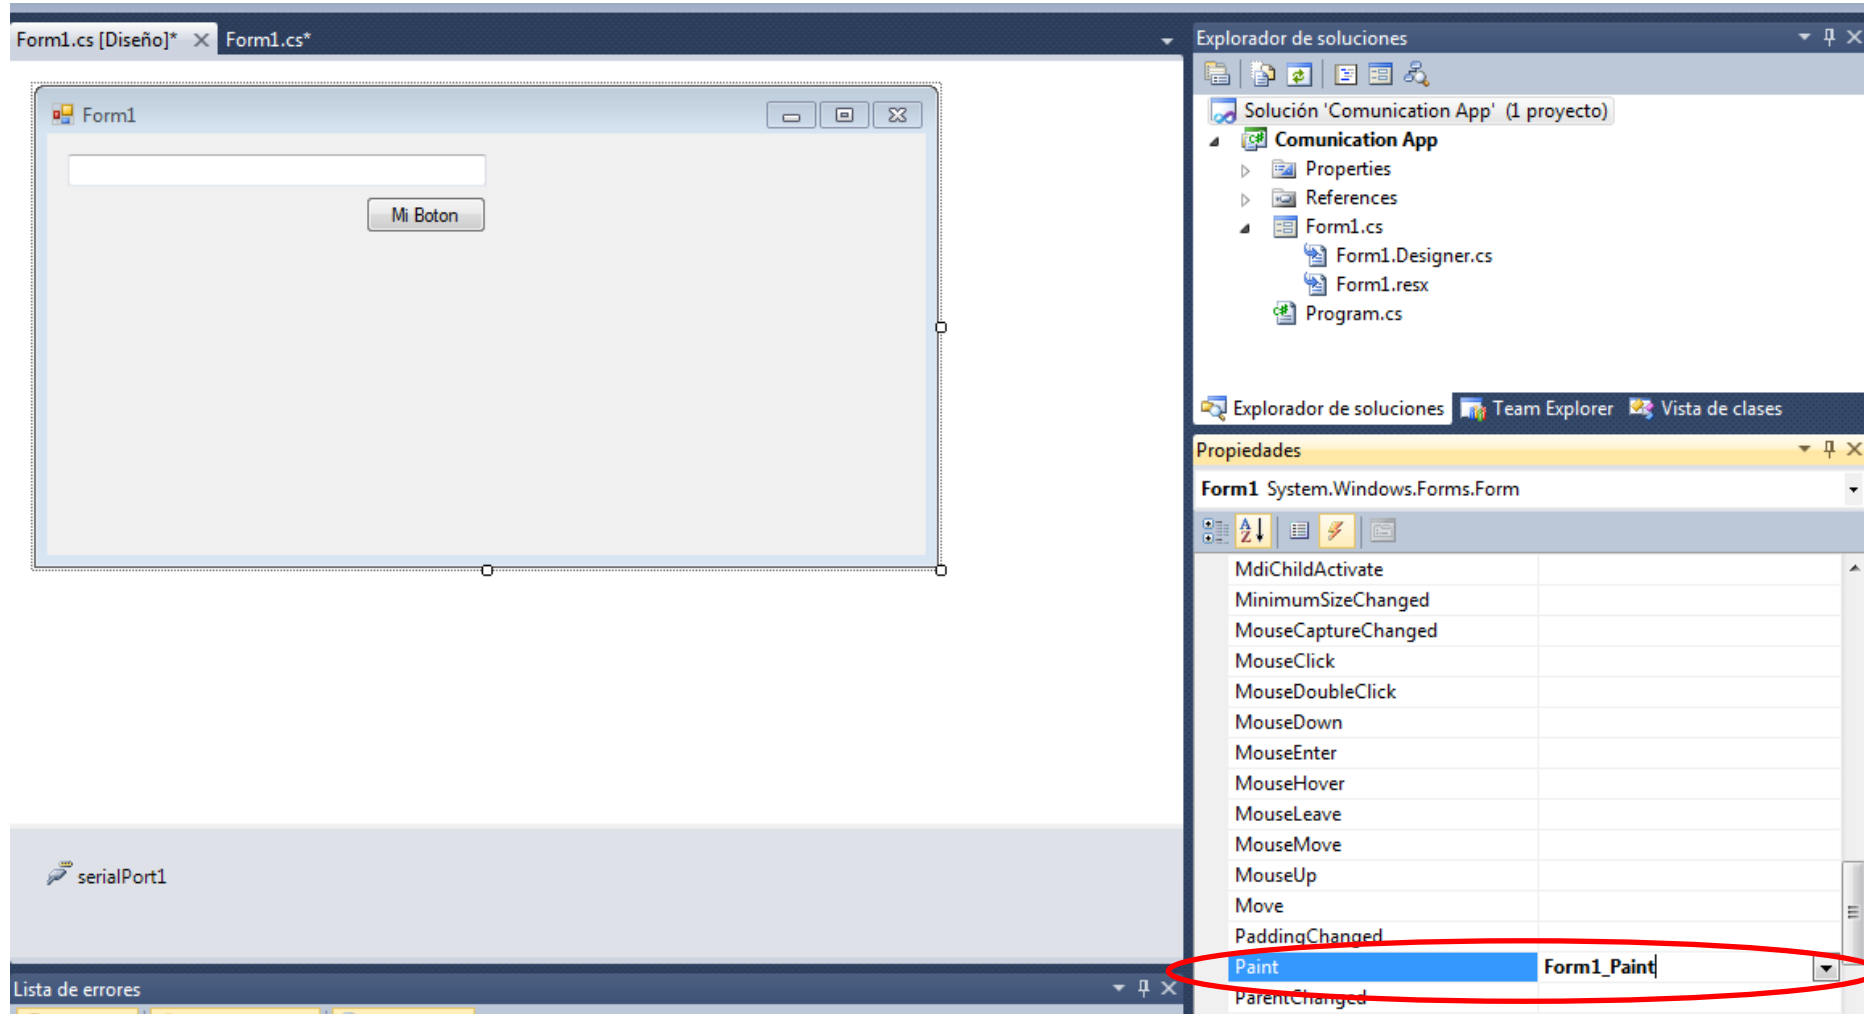 Form1.cs [Diseño]* Form1.cs*
Form1
Mi Boton
serialPort1
Lista de errores
Explorador de soluciones
Solución 'Comunication App' (1 proyecto)
Comunication App
Properties
References
Form1.cs
Form1.Designer.cs
Form1.resx
Program.cs
Explorador de soluciones Team Explorer Vista de clases
Propiedades
Form1 System.Windows.Forms.Form
MdiChildActivate
MinimumSizeChanged
MouseCaptureChanged
MouseClick
MouseDoubleClick
MouseDown
MouseEnter
MouseHover
MouseLeave
MouseMove
MouseUp
Move
PaddingChanged
Paint Form1_Paint
ParentChanged